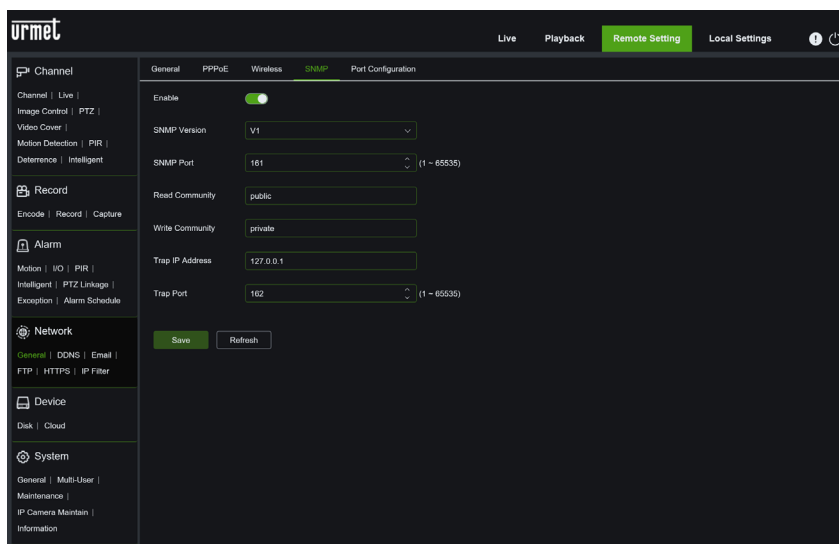 urmet
Live Playback Remote Setting Local Settings
Channel
Channel | Live |
Image Control | PTZ |
Video Cover |
Motion Detection | PIR |
Deterrence | Intelligent
Record
Encode | Record | Capture
Alarm
Motion | I/O | PIR |
Intelligent | PTZ Linkage |
Exception | Alarm Schedule
Network
General | DDNS | Email |
FTP | HTTPS | IP Filter
Device
Disk | Cloud
System
General | Multi-User |
Maintenance |
IP Camera Maintain |
Information
General PPPoE Wireless SNMP Port Configuration
Enable
SNMP Version V1
SNMP Port 161 (1 ~ 65535)
Read Community public
Write Community private
Trap IP Address 127.0.0.1
Trap Port 162 (1 ~ 65535)
Save Refresh